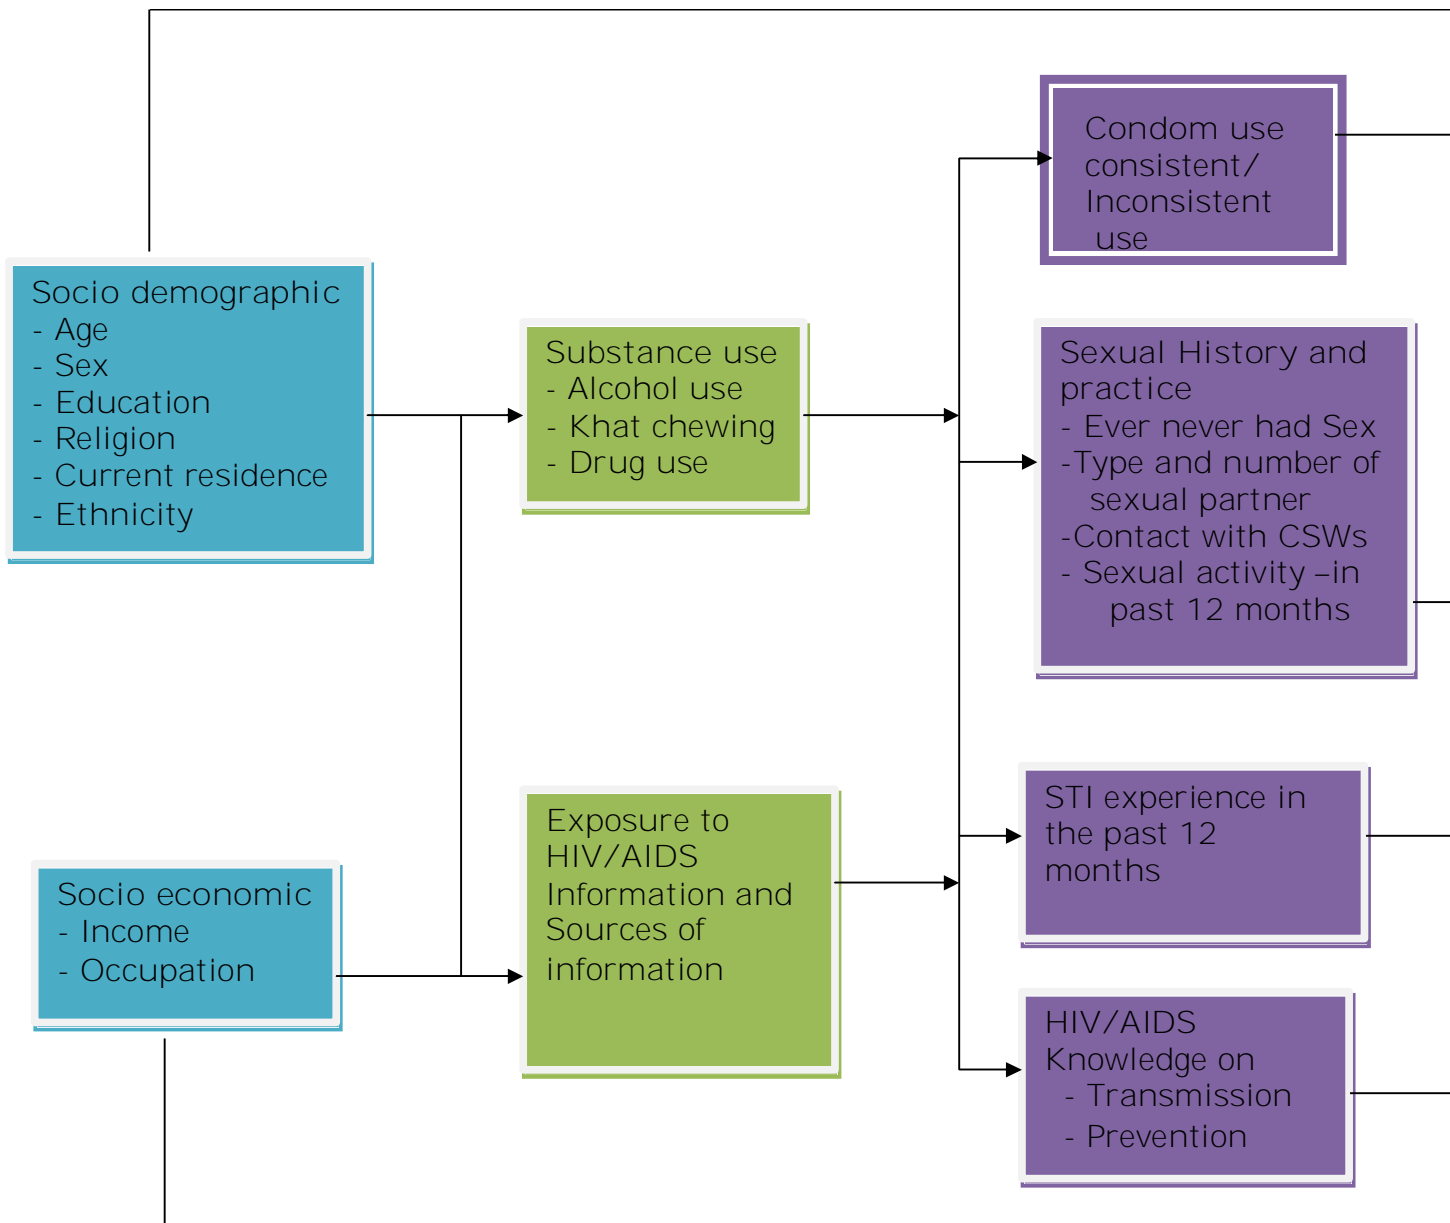 Socio demographic
- Age
- Sex
- Education
- Religion
- Current residence
- Ethnicity
Socio economic
- Income
- Occupation
Substance use
- Alcohol use
- Khat chewing
- Drug use
Exposure to
HIV/AIDS
Information and
Sources of
information
Condom use
consistent/
Inconsistent
use
Sexual History and
practice
- Ever never had Sex
-Type and number of
sexual partner
-Contact with CSWs
- Sexual activity –in
past 12 months
STI experience in
the past 12
months
HIV/AIDS
Knowledge on
- Transmission
- Prevention